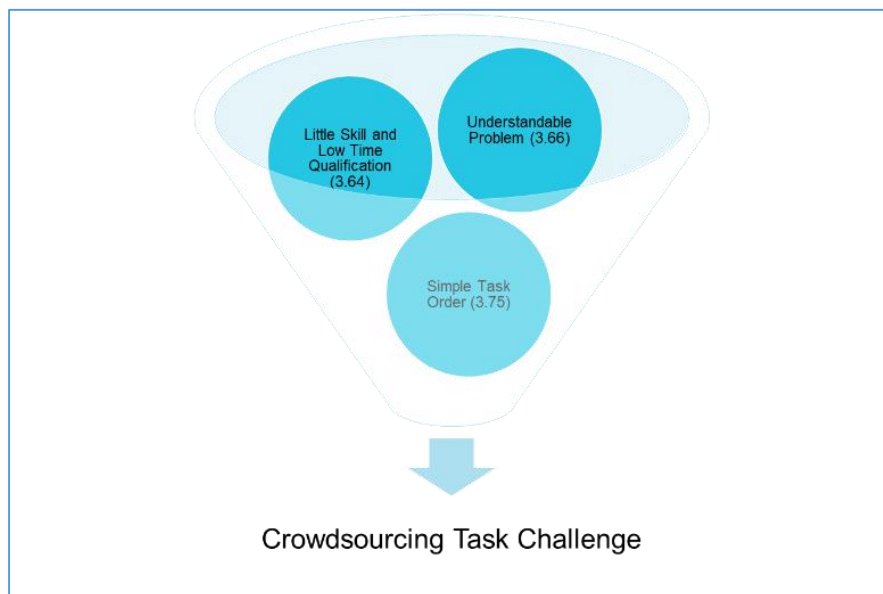 Little Skill and
Low Time
Qualification
(3.64)
Understandable
Problem (3.66)
Simple Task
Order (3.75)
Crowdsourcing Task Challenge